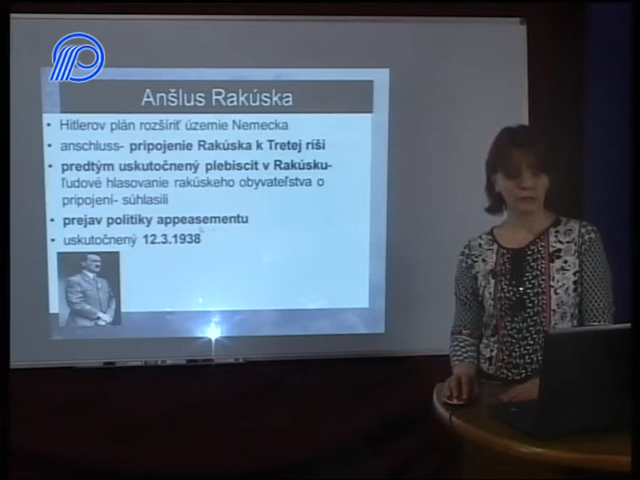 Anšlus Rakúska
• Hitlerov plán rozšíriť územie Nemecka
• anschluss- pripojenie Rakúska k Tretej ríši
• predtým uskutočnený plebiscit v Rakúsku-
ľudové hlasovanie rakúskeho obyvateľstva o
pripojení- súhlasili
• prejav politiky appeasementu
• uskutočnený 12.3.1938